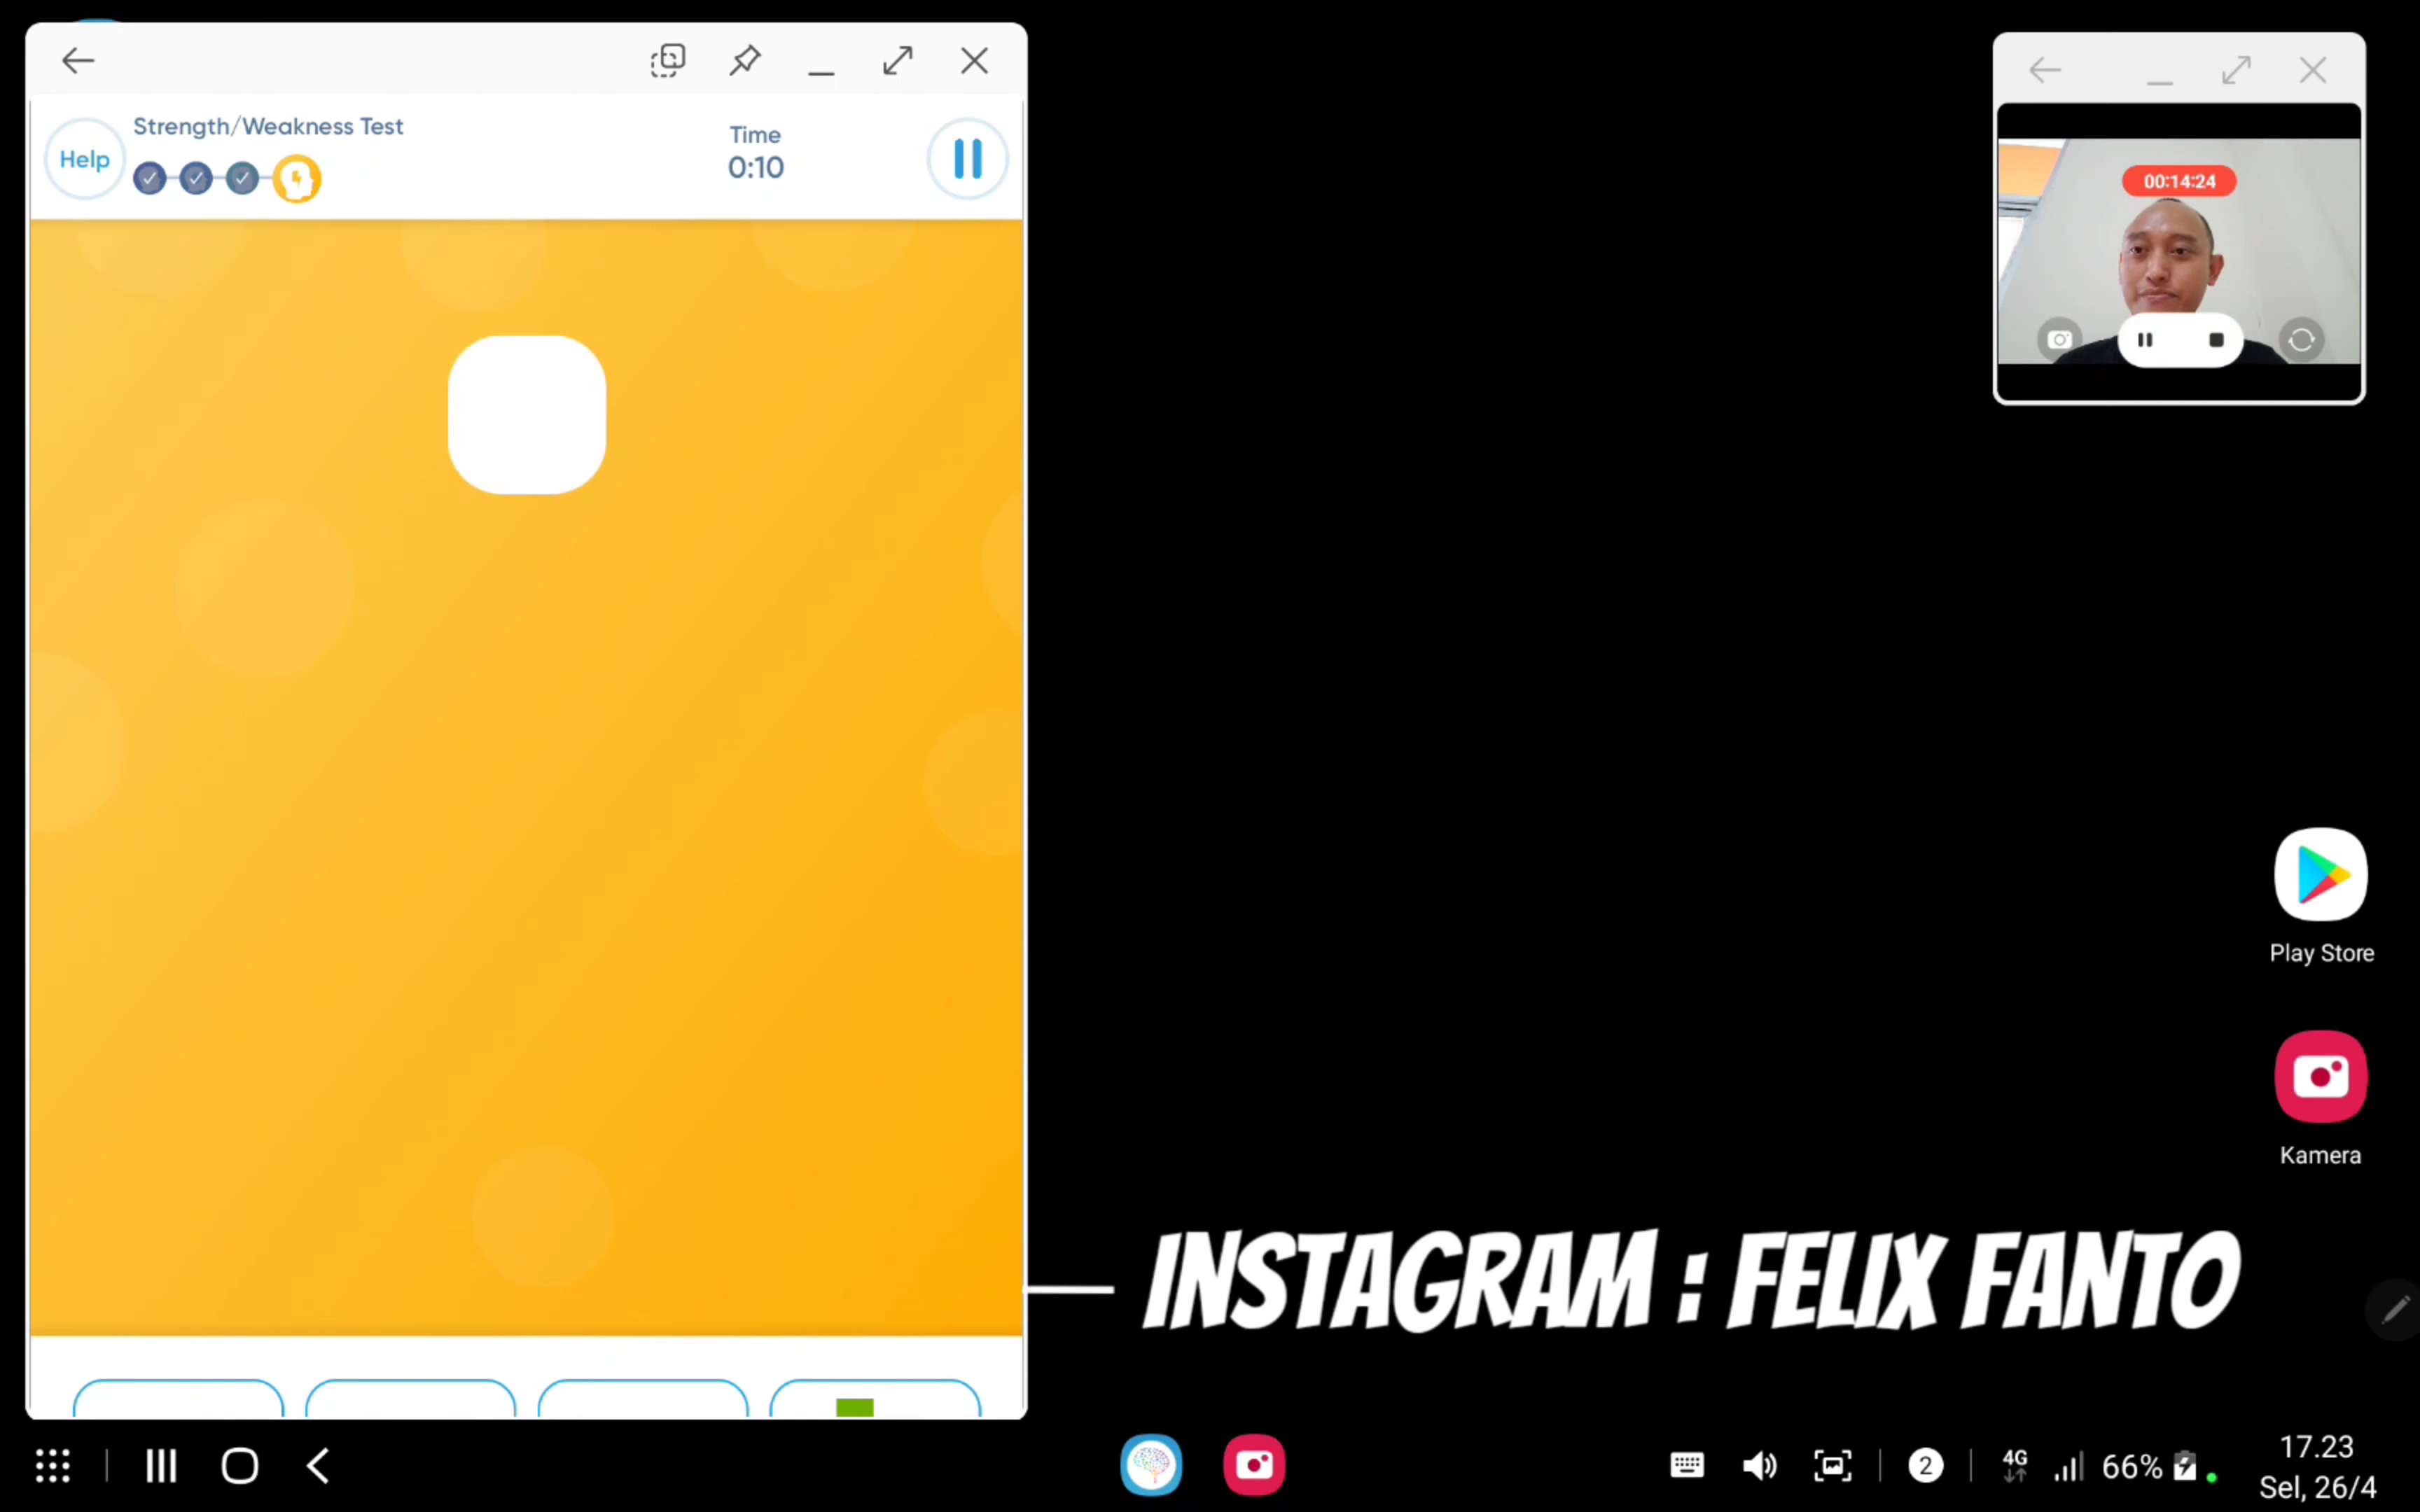 Strength/Weakness Test
Help
Time
0:10
00:14:24
Play Store
Kamera
INSTAGRAM : FELIX FANTO
2
4G
66%
17.23
Sel, 26/4